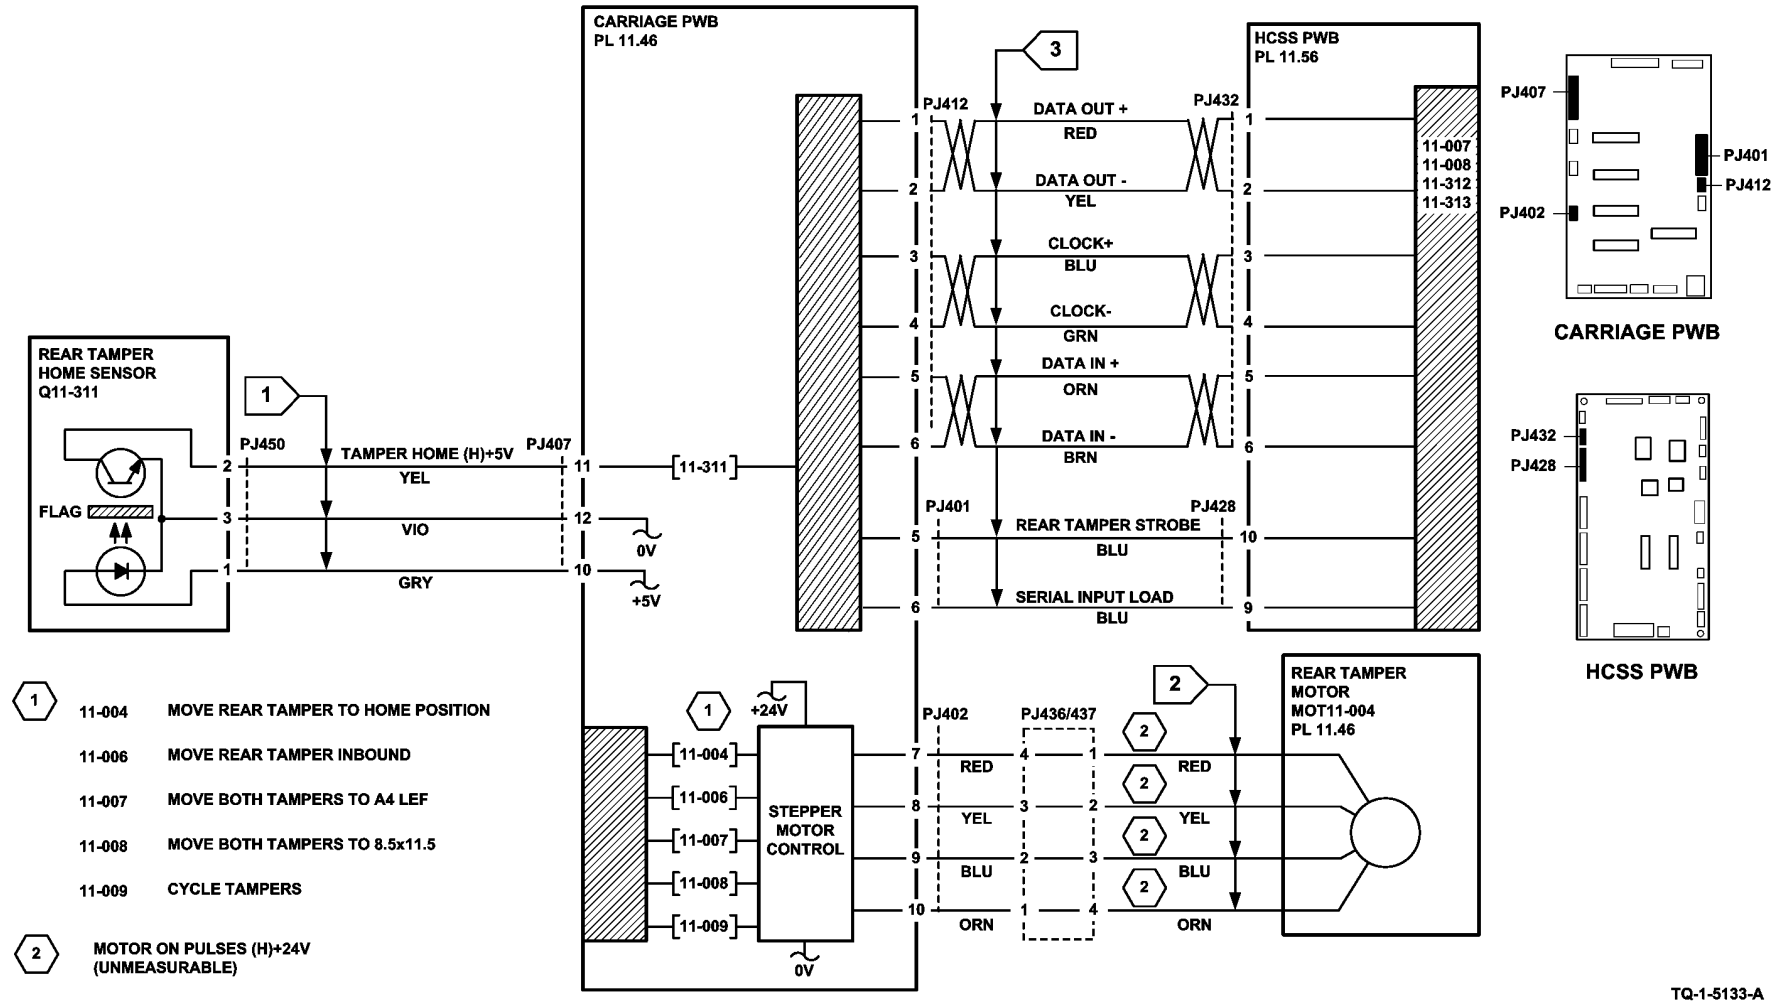 CARRIAGE PWB
PL 11.46
3
HCSS PWB
PL 11.56
PJ412
PJ432
1
DATA OUT +
RED
1
2
DATA OUT -
YEL
2
3
CLOCK+
BLU
3
4
CLOCK-
GRN
4
5
DATA IN +
ORN
5
6
DATA IN -
BRN
6
PJ401
PJ428
5
REAR TAMPER STROBE
BLU
10
6
SERIAL INPUT LOAD
BLU
9
11-007
11-008
11-312
11-313
PJ407
PJ401
PJ412
PJ402
CARRIAGE PWB
PJ432
PJ428
HCSS PWB
REAR TAMPER
HOME SENSOR
Q11-311
FLAG
1
PJ450
PJ407
2
TAMPER HOME (H)+5V
YEL
11
[11-311]
3
VIO
12
0V
1
GRY
10
+5V
1
11-004 MOVE REAR TAMPER TO HOME POSITION
11-006 MOVE REAR TAMPER INBOUND
11-007 MOVE BOTH TAMPERS TO A4 LEF
11-008 MOVE BOTH TAMPERS TO 8.5x11.5
11-009 CYCLE TAMPERS
2
MOTOR ON PULSES (H)+24V
(UNMEASURABLE)
1
+24V
[11-004]
[11-006]
[11-007]
[11-008]
[11-009]
STEPPER
MOTOR
CONTROL
0V
PJ402
PJ436/437
2
REAR TAMPER
MOTOR
MOT11-004
PL 11.46
7 RED 4 1 2 RED
8 YEL 3 2 2 YEL
9 BLU 2 3 2 BLU
10 ORN 1 4 2 ORN
TQ-1-5133-A